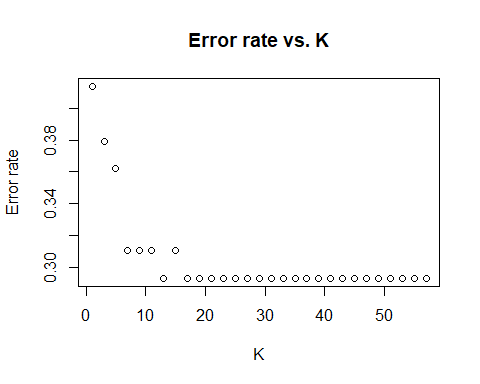 Error rate vs. K
Error rate
0.38
0.34
0.30
0 10 20 30 40 50
K